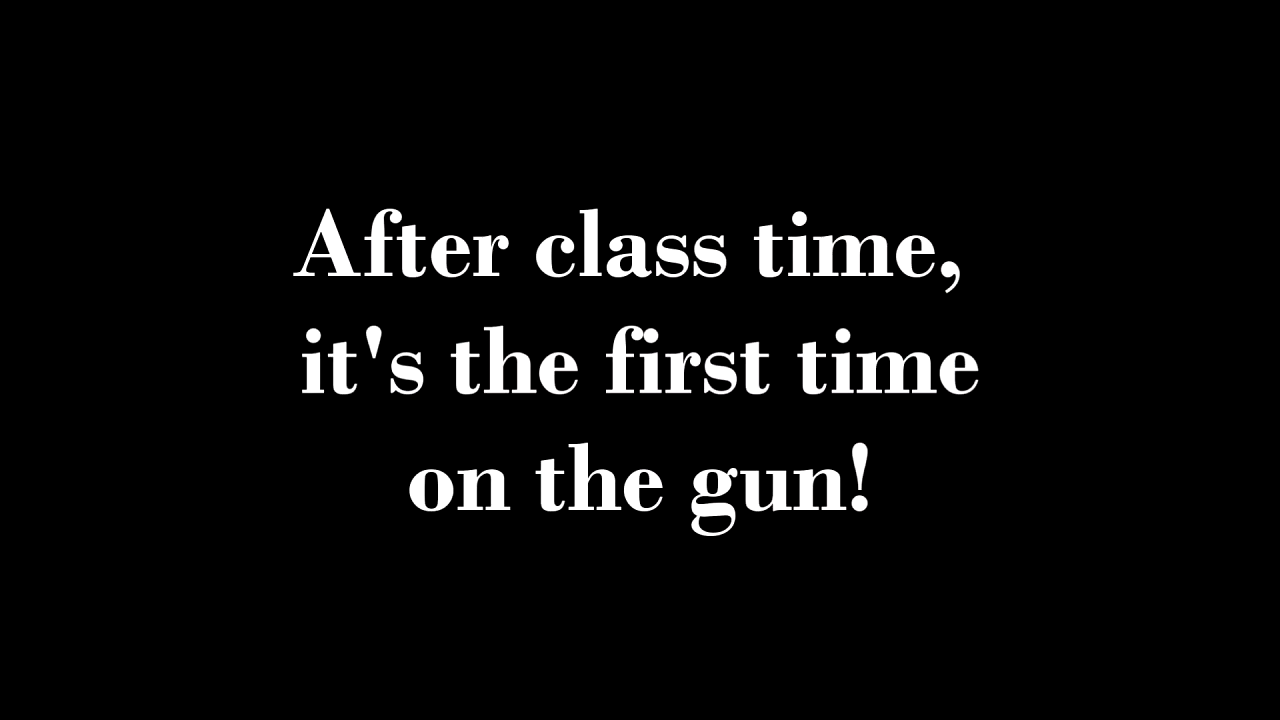 After class time,
it's the first time
on the gun!